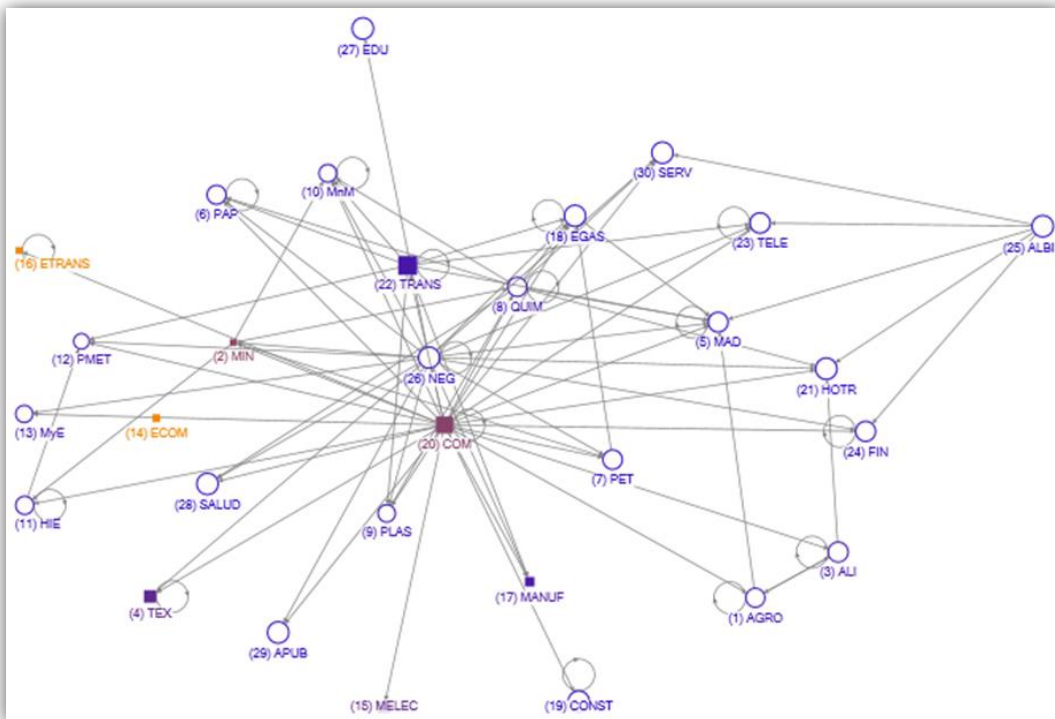 (27) EDU
(30) SERV
(10) MnM
(6) PAP
(18) EGAS
(23) TELE
(25) ALBI
(16) ETRANS
(22) TRANS
(8) QUIM
(5) MAD
(12) PMET
(2) MIN
(26) NEG
(21) HOTR
(13) MyE
(14) ECOM
(20) COM
(24) FIN
(7) PET
(28) SALUD
(11) HIE
(9) PLAS
(3) ALI
(17) MANUF
(4) TEX
(1) AGRO
(29) APUB
(15) MELEC
(19) CONST